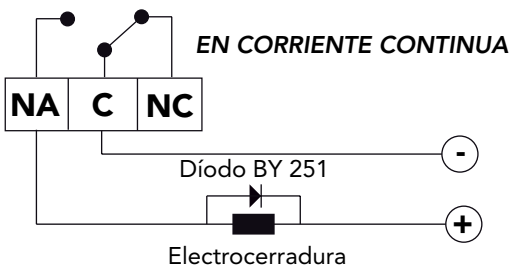 EN CORRIENTE CONTINUA
NA C NC
-
Díodo BY 251
+
Electrocerradura